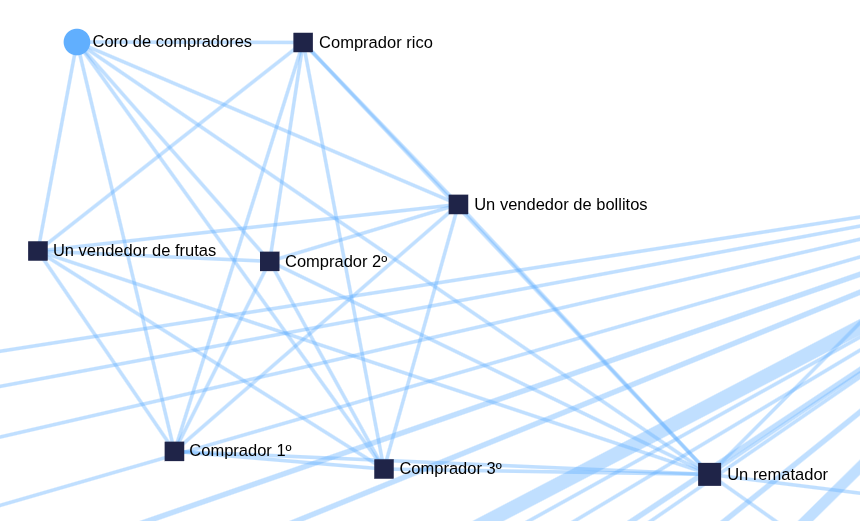 Coro de compradores
Comprador rico
Un vendedor de bollitos
Un vendedor de frutas
Comprador 2º
Comprador 1º
Comprador 3º
Un rematador